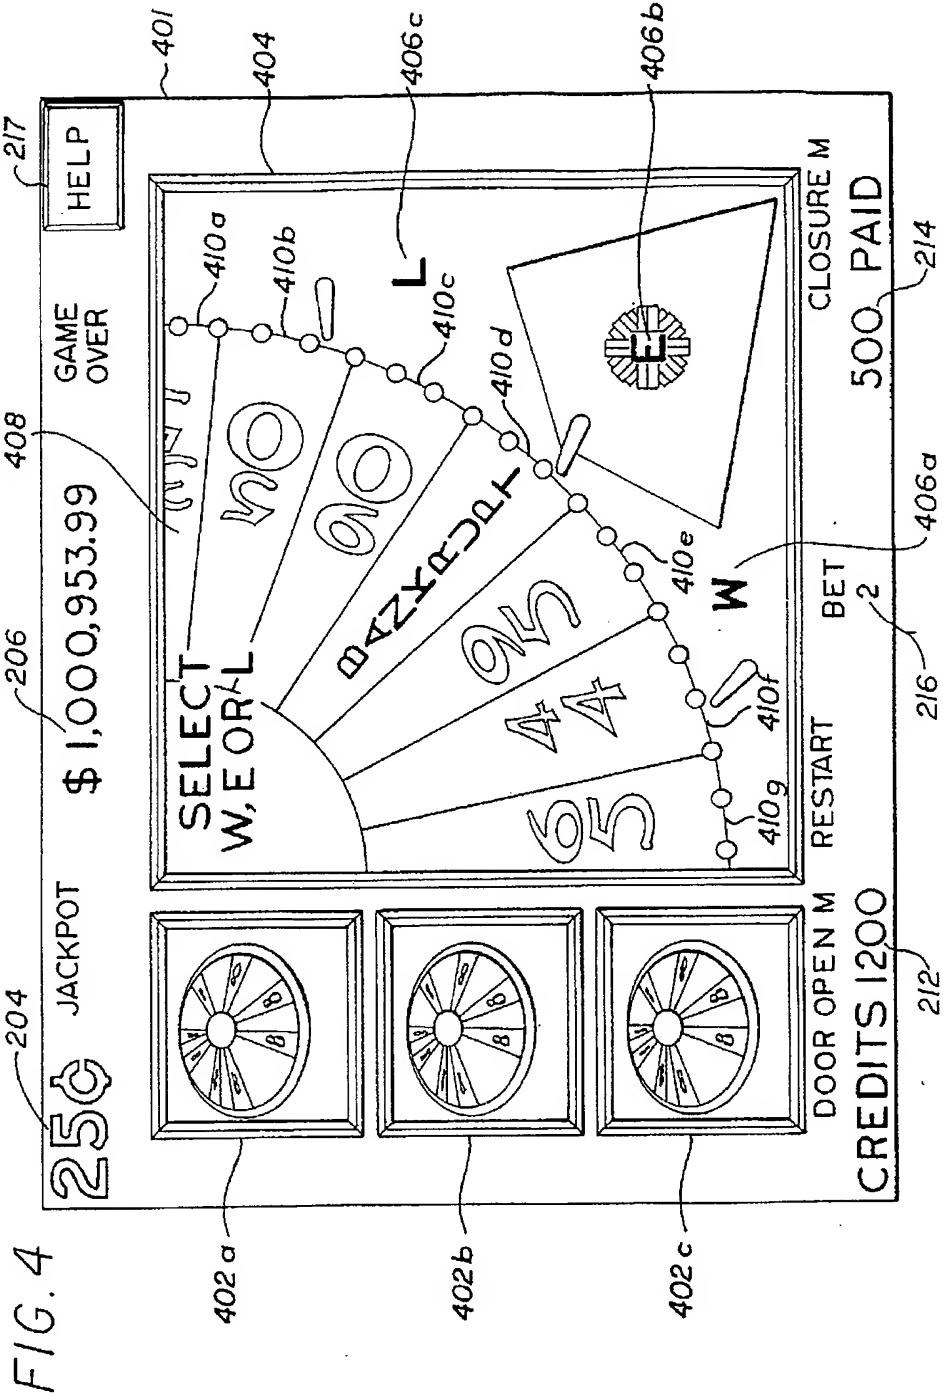 FIG. 4
204
206
408
217
25¢
JACKPOT
$ 1,000,953.99
GAME
OVER
HELP
401
404
406c
406b
402a
402b
402c
SELECT
W, E OR L
50
60
BANKRUPT
95
44
65
410a
410b
410c
410d
410e
410f
410g
L
E
W
DOOR OPEN M
RESTART
BET
CLOSURE M
CREDITS 1200
2
500 PAID
212
216
406a
214